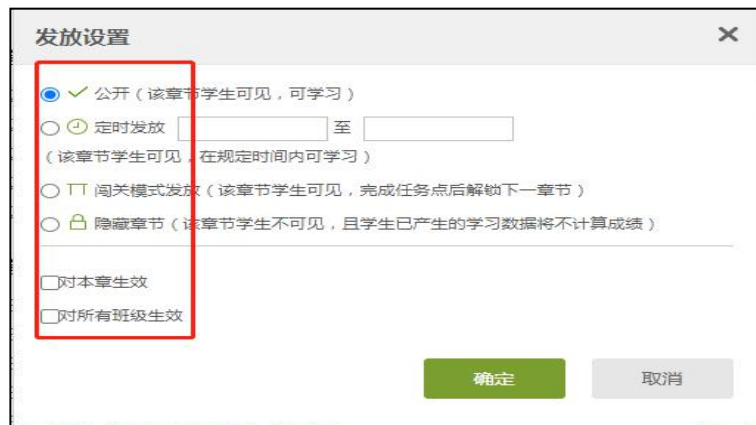 发放设置
公开（该章节学生可见，可学习）
定时发放 至
（该章节学生可见，在规定时间内可学习）
闯关模式发放（该章节学生可见，完成任务点后解锁下一章节）
隐藏章节（该章节学生不可见，且学生已产生的学习数据将不计算成绩）
对本章生效
对所有班级生效
确定 取消